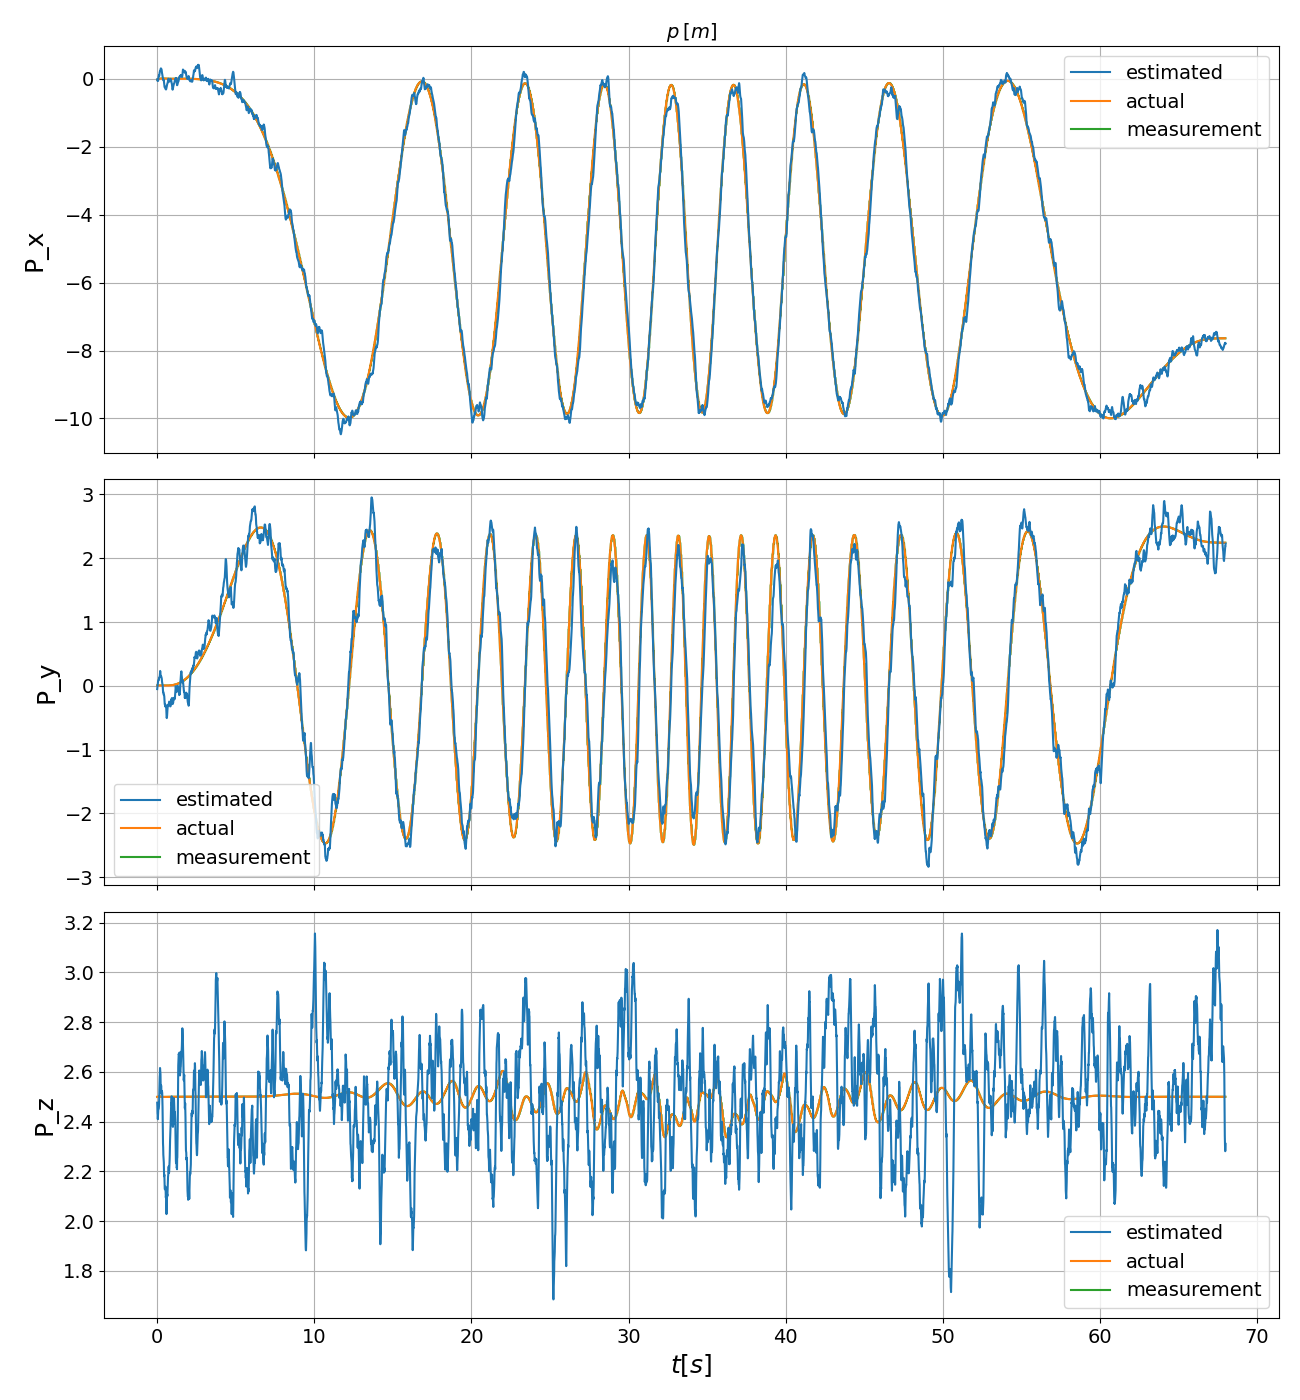 p [m]
0
−2
−4
−6
−8
−10
P_x
estimated
actual
measurement
3
2
1
0
−1
−2
−3
P_y
estimated
actual
measurement
3.2
3.0
2.8
2.6
2.4
2.2
2.0
1.8
P_z
estimated
actual
measurement
0 10 20 30 40 50 60 70
t[s]